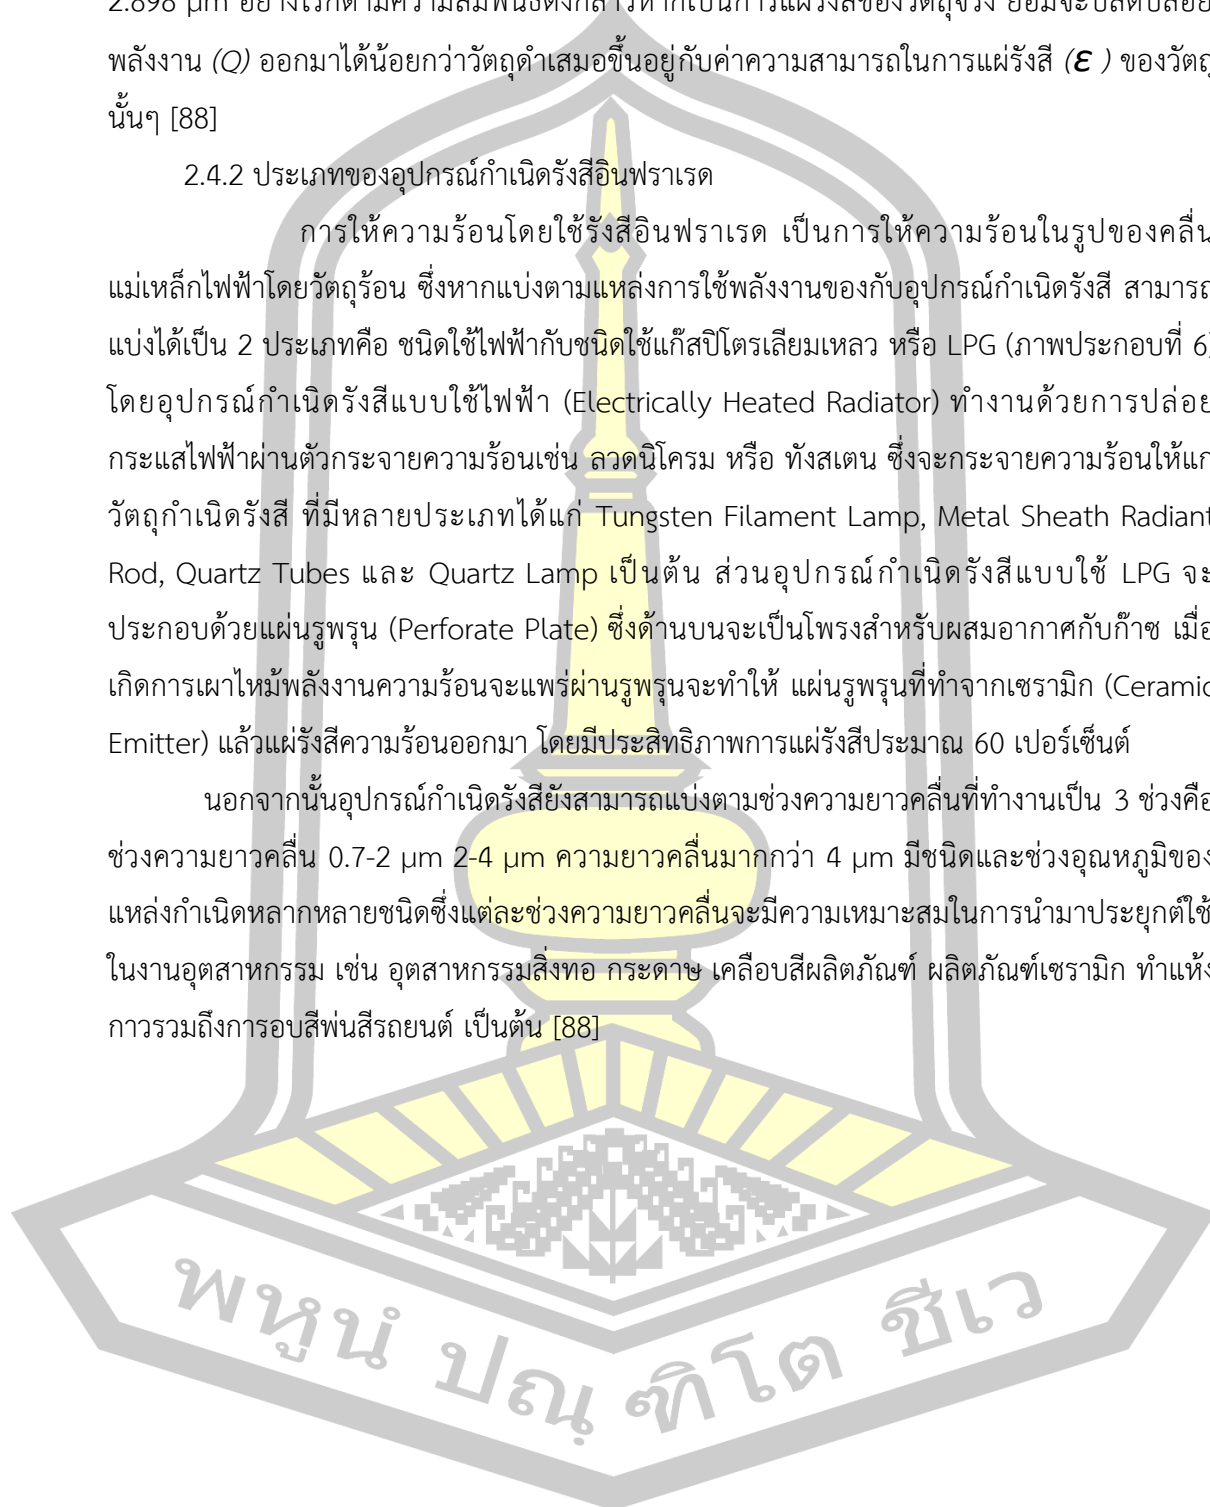 2.898 µm อย่างไรก็ตามความสัมพันธ์ดังกล่าวหากเป็นการแผ่รังสีของวัตถุจริง ย่อมจะปลดปล่อย
พลังงาน (Q) ออกมาได้น้อยกว่าวัตถุดำเสมอขึ้นอยู่กับค่าความสามารถในการแผ่รังสี (ε ) ของวัตถุ
นั้นๆ [88]
2.4.2 ประเภทของอุปกรณ์กำเนิดรังสีอินฟราเรด
การให้ความร้อนโดยใช้รังสีอินฟราเรด เป็นการให้ความร้อนในรูปของคลื่น
แม่เหล็กไฟฟ้าโดยวัตถุร้อน ซึ่งหากแบ่งตามแหล่งการใช้พลังงานของกับอุปกรณ์กำเนิดรังสี สามารถ
แบ่งได้เป็น 2 ประเภทคือ ชนิดใช้ไฟฟ้ากับชนิดใช้แก๊สปิโตรเลียมเหลว หรือ LPG (ภาพประกอบที่ 6)
โดยอุปกรณ์กำเนิดรังสีแบบใช้ไฟฟ้า (Electrically Heated Radiator) ทำงานด้วยการปล่อย
กระแสไฟฟ้าผ่านตัวกระจายความร้อนเช่น ลวดนิโครม หรือ ทังสเตน ซึ่งจะกระจายความร้อนให้แก่
วัตถุกำเนิดรังสี ที่มีหลายประเภทได้แก่ Tungsten Filament Lamp, Metal Sheath Radiant
Rod, Quartz Tubes และ Quartz Lamp เป็นต้น ส่วนอุปกรณ์กำเนิดรังสีแบบใช้ LPG จะ
ประกอบด้วยแผ่นรูพรุน (Perforate Plate) ซึ่งด้านบนจะเป็นโพรงสำหรับผสมอากาศกับก๊าซ เมื่อ
เกิดการเผาไหม้พลังงานความร้อนจะแพร่ผ่านรูพรุนจะทำให้ แผ่นรูพรุนที่ทำจากเซรามิก (Ceramic
Emitter) แล้วแผ่รังสีความร้อนออกมา โดยมีประสิทธิภาพการแผ่รังสีประมาณ 60 เปอร์เซ็นต์
นอกจากนั้นอุปกรณ์กำเนิดรังสียังสามารถแบ่งตามช่วงความยาวคลื่นที่ทำงานเป็น 3 ช่วงคือ
ช่วงความยาวคลื่น 0.7-2 µm 2-4 µm ความยาวคลื่นมากกว่า 4 µm มีชนิดและช่วงอุณหภูมิของ
แหล่งกำเนิดหลากหลายชนิดซึ่งแต่ละช่วงความยาวคลื่นจะมีความเหมาะสมในการนำมาประยุกต์ใช้
ในงานอุตสาหกรรม เช่น อุตสาหกรรมสิ่งทอ กระดาษ เคลือบสีผลิตภัณฑ์ ผลิตภัณฑ์เซรามิก ทำแห้ง
กาวรวมถึงการอบสีพ่นสีรถยนต์ เป็นต้น [88]
พหูนํ ปณฺฑิโต ชีเว